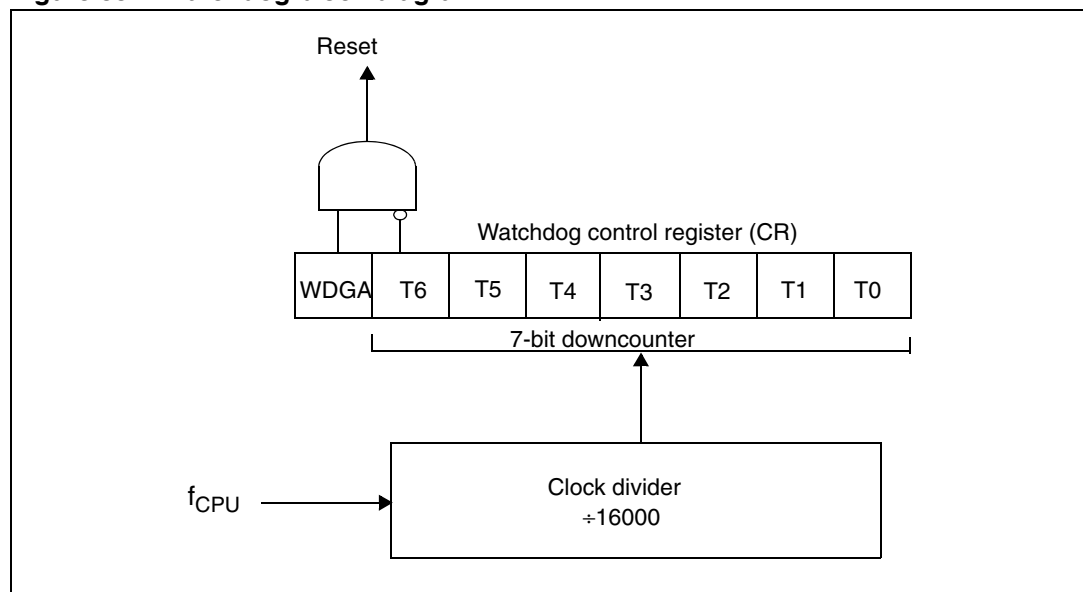 Reset
Watchdog control register (CR)
WDGA T6 T5 T4 T3 T2 T1 T0
7-bit downcounter
fCPU
Clock divider
÷16000